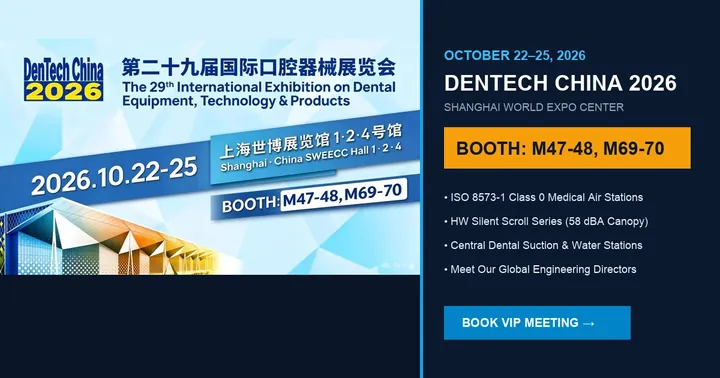 DenTech China
2026
第二十九届国际口腔器械展览会
The 29th International Exhibition on Dental
Equipment, Technology & Products
2026.10.22-25
上海世博展览馆 1·2·4号馆
Shanghai · China SWEECC Hall 1 · 2 · 4
BOOTH: M47-48, M69-70
OCTOBER 22–25, 2026
DENTECH CHINA 2026
SHANGHAI WORLD EXPO CENTER
BOOTH: M47-48, M69-70
• ISO 8573-1 Class 0 Medical Air Stations
• HW Silent Scroll Series (58 dBA Canopy)
• Central Dental Suction & Water Stations
• Meet Our Global Engineering Directors
BOOK VIP MEETING →